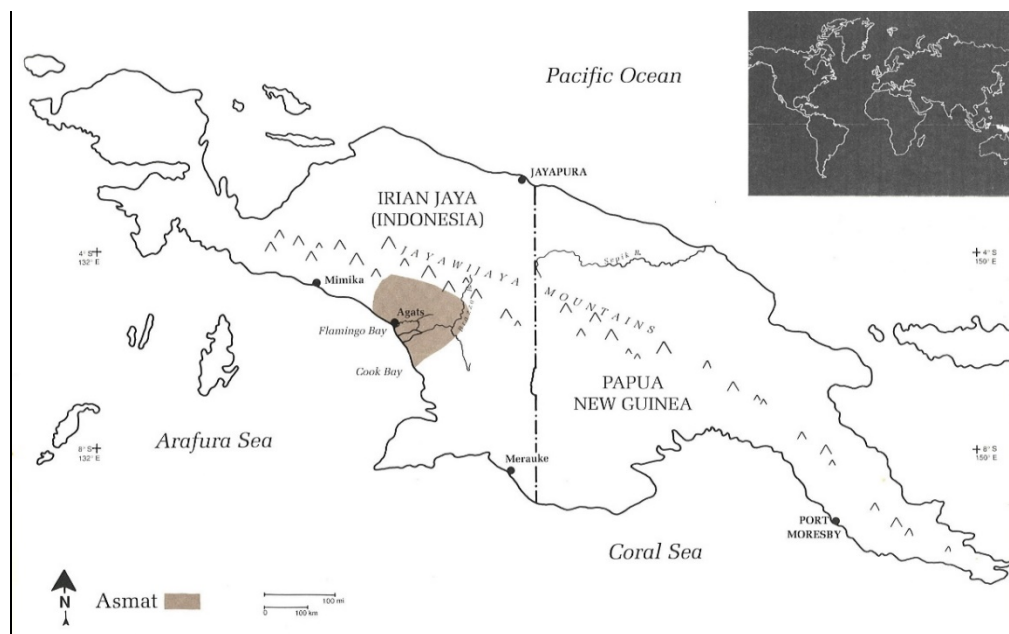 Pacific Ocean
JAYAPURA
IRIAN JAYA
(INDONESIA)
4° S
132° E
4° S
150° E
Sepik R.
JAYAWIJAYA MOUNTAINS
Mimika
Agats
Flamingo Bay
Cook Bay
PAPUA
NEW GUINEA
Arafura Sea
8° S
132° E
8° S
150° E
Merauke
PORT
MORESBY
Coral Sea
N
Asmat
100 mi
0 100 km